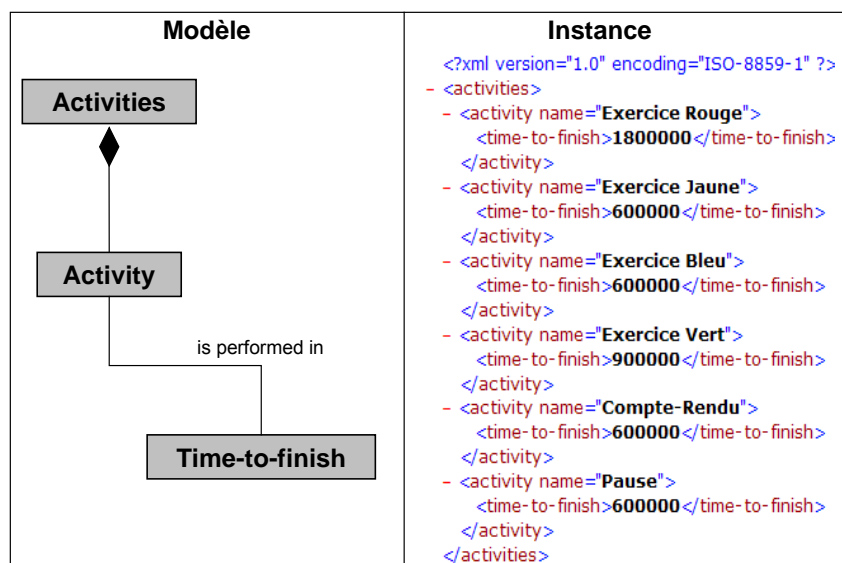 Modèle
Activities
Activity
is performed in
Time-to-finish
Instance
<?xml version="1.0" encoding="ISO-8859-1" ?>
- <activities>
- <activity name="Exercice Rouge">
<time-to-finish>1800000</time-to-finish>
</activity>
- <activity name="Exercice Jaune">
<time-to-finish>600000</time-to-finish>
</activity>
- <activity name="Exercice Bleu">
<time-to-finish>600000</time-to-finish>
</activity>
- <activity name="Exercice Vert">
<time-to-finish>900000</time-to-finish>
</activity>
- <activity name="Compte-Rendu">
<time-to-finish>600000</time-to-finish>
</activity>
- <activity name="Pause">
<time-to-finish>600000</time-to-finish>
</activity>
</activities>